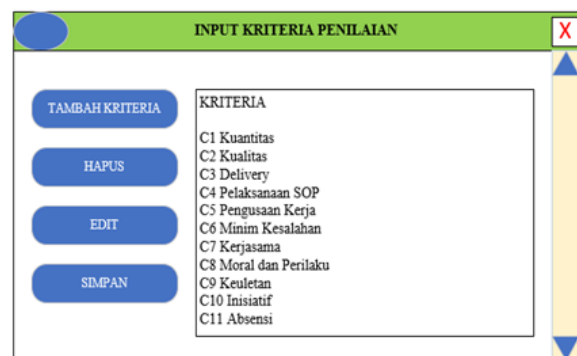 INPUT KRITERIA PENILAIAN
X
TAMBAH KRITERIA
HAPUS
EDIT
SIMPAN
KRITERIA
C1 Kuantitas
C2 Kualitas
C3 Delivery
C4 Pelaksanaan SOP
C5 Pengusaan Kerja
C6 Minim Kesalahan
C7 Kerjasama
C8 Moral dan Perilaku
C9 Keuletan
C10 Inisiatif
C11 Absensi